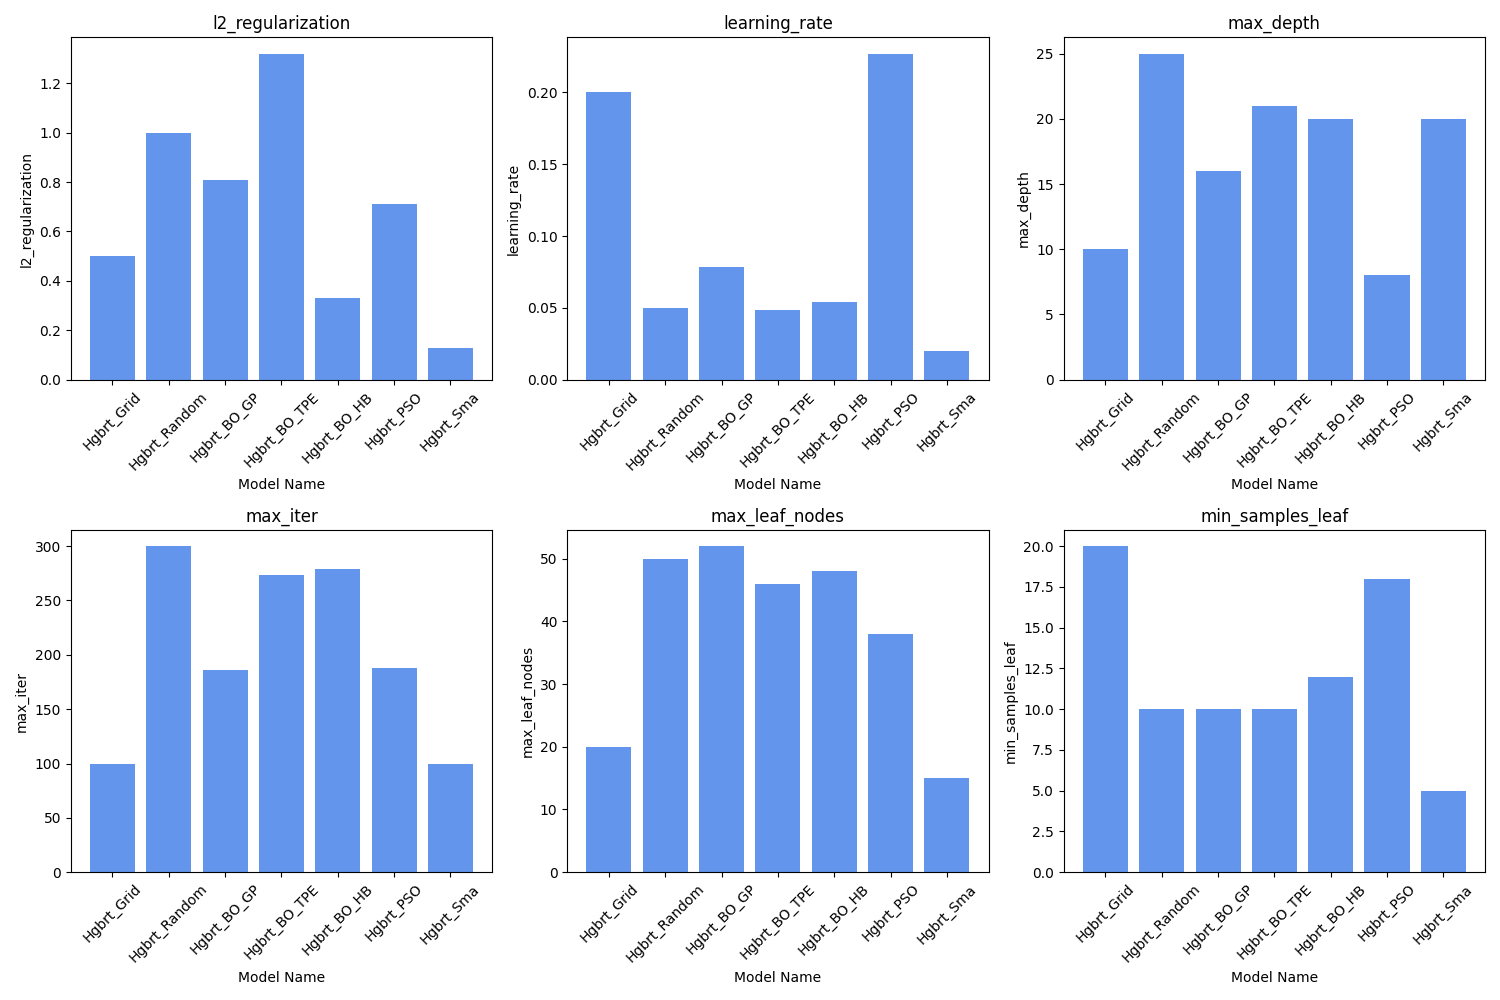 l2_regularization
l2_regularization
1.2
1.0
0.8
0.6
0.4
0.2
0.0
Hgbrt_Grid
Hgbrt_Random
Hgbrt_BO_GP
Hgbrt_BO_TPE
Hgbrt_BO_HB
Hgbrt_PSO
Hgbrt_Sma
Model Name
learning_rate
learning_rate
0.20
0.15
0.10
0.05
0.00
Hgbrt_Grid
Hgbrt_Random
Hgbrt_BO_GP
Hgbrt_BO_TPE
Hgbrt_BO_HB
Hgbrt_PSO
Hgbrt_Sma
Model Name
max_depth
max_depth
25
20
15
10
5
0
Hgbrt_Grid
Hgbrt_Random
Hgbrt_BO_GP
Hgbrt_BO_TPE
Hgbrt_BO_HB
Hgbrt_PSO
Hgbrt_Sma
Model Name
max_iter
max_iter
300
250
200
150
100
50
0
Hgbrt_Grid
Hgbrt_Random
Hgbrt_BO_GP
Hgbrt_BO_TPE
Hgbrt_BO_HB
Hgbrt_PSO
Hgbrt_Sma
Model Name
max_leaf_nodes
max_leaf_nodes
50
40
30
20
10
0
Hgbrt_Grid
Hgbrt_Random
Hgbrt_BO_GP
Hgbrt_BO_TPE
Hgbrt_BO_HB
Hgbrt_PSO
Hgbrt_Sma
Model Name
min_samples_leaf
min_samples_leaf
20.0
17.5
15.0
12.5
10.0
7.5
5.0
2.5
0.0
Hgbrt_Grid
Hgbrt_Random
Hgbrt_BO_GP
Hgbrt_BO_TPE
Hgbrt_BO_HB
Hgbrt_PSO
Hgbrt_Sma
Model Name